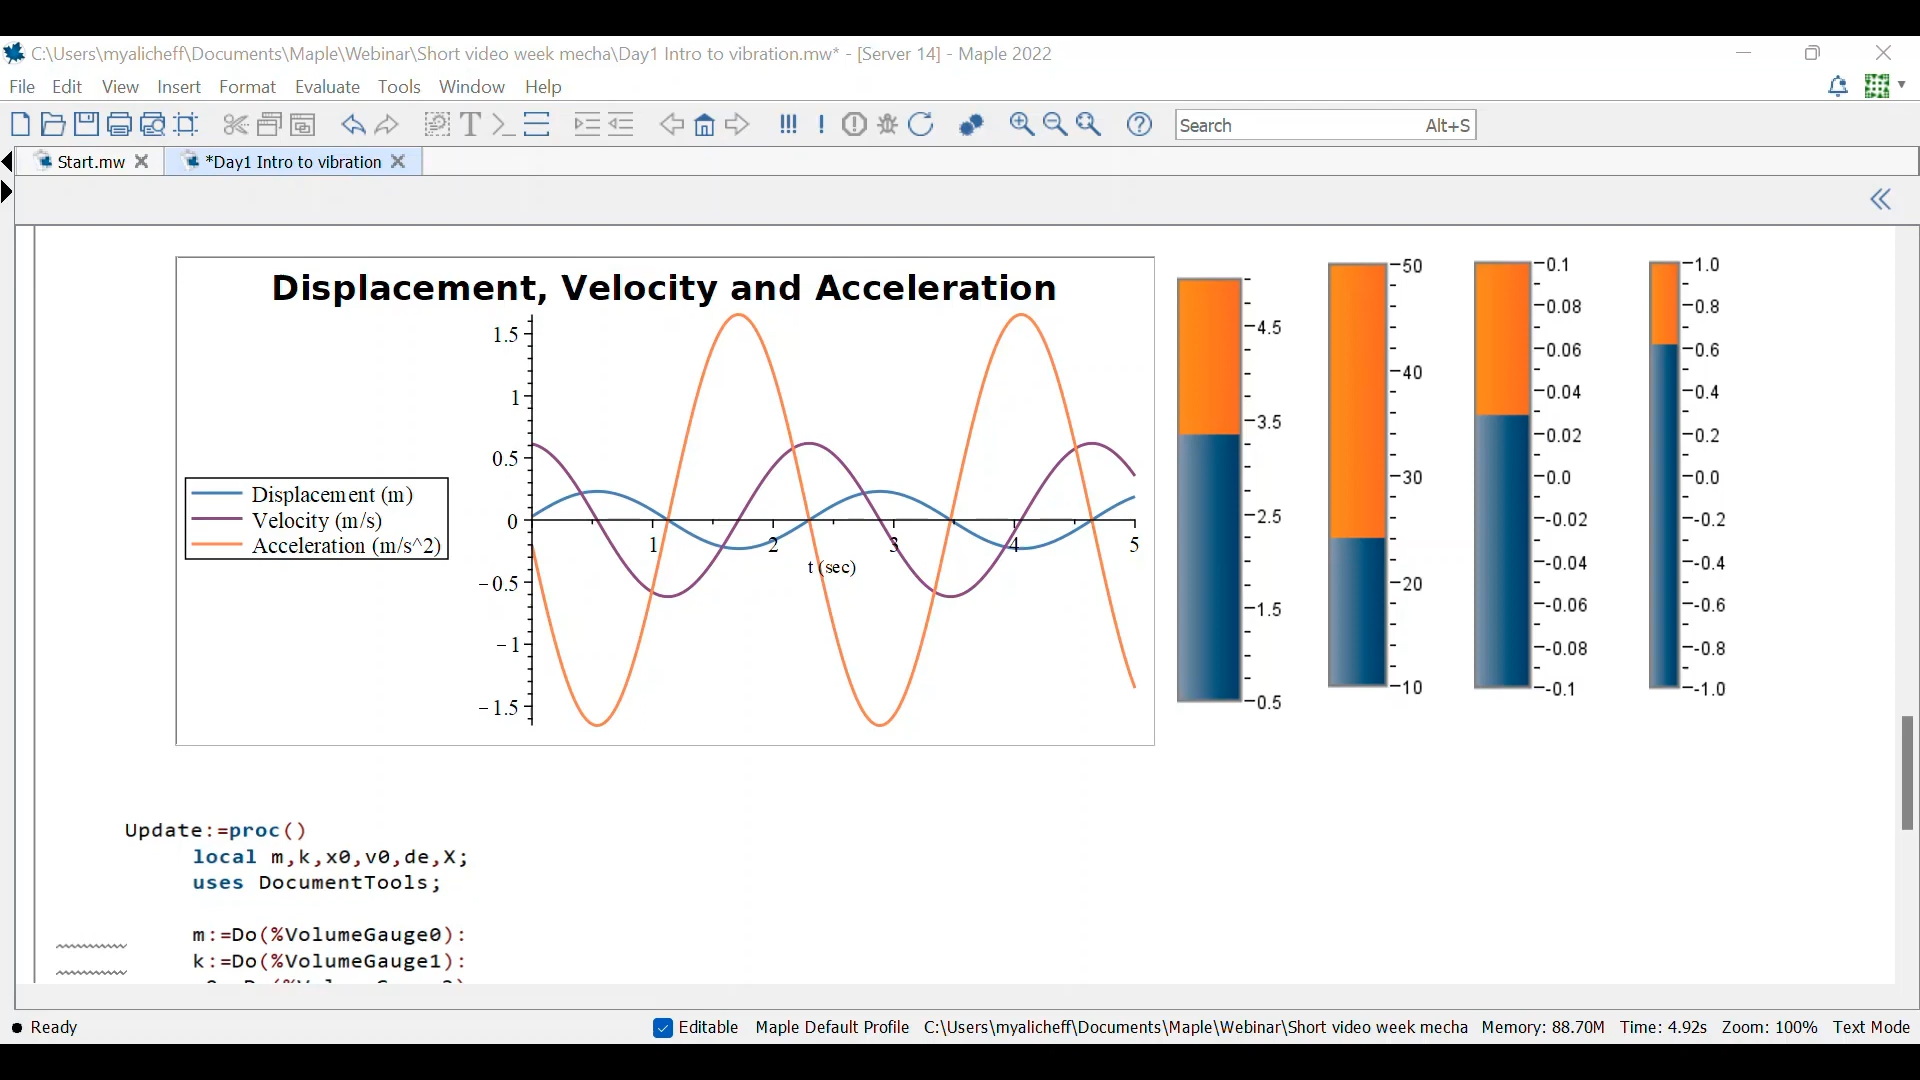 C:\Users\myalicheff\Documents\Maple\Webinar\Short video week mecha\Day1 Intro to vibration.mw* - [Server 14] - Maple 2022
File Edit View Insert Format Evaluate Tools Window Help
Search Alt+S
Start.mw *Day1 Intro to vibration
Displacement, Velocity and Acceleration
1.5
1
0.5
0
-0.5
-1
-1.5
1 2 3 4 5
t (sec)
Displacement (m)
Velocity (m/s)
Acceleration (m/s^2)
4.5
3.5
2.5
1.5
0.5
50
40
30
20
10
0.1
0.08
0.06
0.04
0.02
0.0
-0.02
-0.04
-0.06
-0.08
-0.1
1.0
0.8
0.6
0.4
0.2
0.0
-0.2
-0.4
-0.6
-0.8
-1.0
Update:=proc()
local m,k,x0,v0,de,X;
uses DocumentTools;
m:=Do(%VolumeGauge0):
k:=Do(%VolumeGauge1):
Ready Editable Maple Default Profile C:\Users\myalicheff\Documents\Maple\Webinar\Short video week mecha Memory: 88.70M Time: 4.92s Zoom: 100% Text Mode